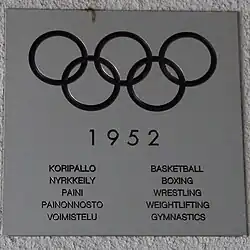 1952
KORIPALLO BASKETBALL
NYRKKEILY BOXING
PAINI WRESTLING
PAINONNOSTO WEIGHTLIFTING
VOIMISTELU GYMNASTICS